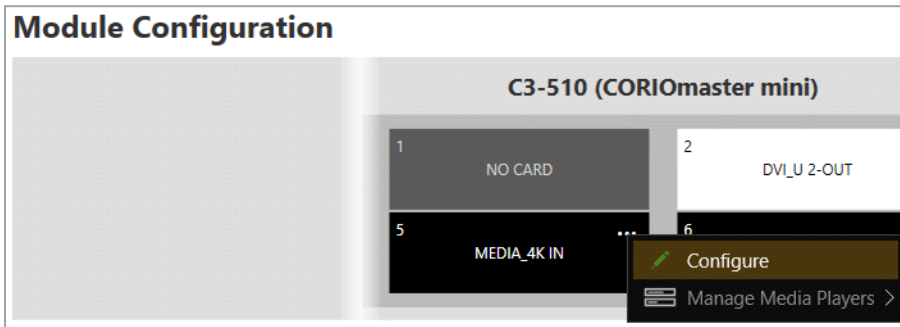 Module Configuration
C3-510 (CORIOmaster mini)
1
NO CARD
2
DVI_U 2-OUT
5
MEDIA_4K IN
...
6
Configure
Manage Media Players >